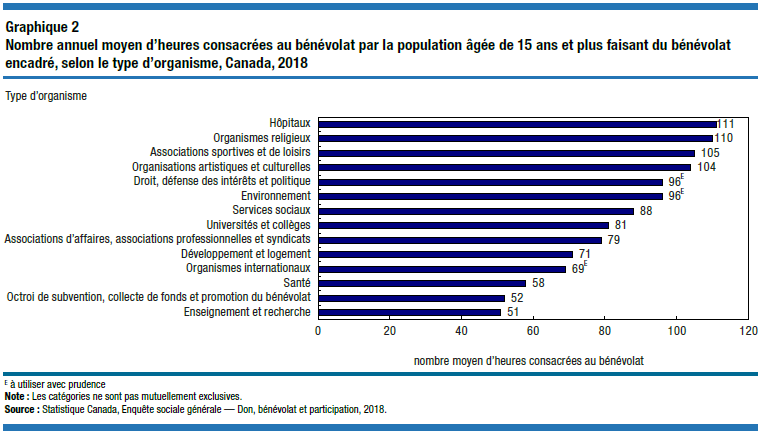 Graphique 2
Nombre annuel moyen d'heures consacrées au bénévolat par la population âgée de 15 ans et plus faisant du bénévolat
encadré, selon le type d'organisme, Canada, 2018
Type d'organisme
Hôpitaux 111
Organismes religieux 110
Associations sportives et de loisirs 105
Organisations artistiques et culturelles 104
Droit, défense des intérêts et politique 96E
Environnement 96E
Services sociaux 88
Universités et collèges 81
Associations d'affaires, associations professionnelles et syndicats 79
Développement et logement 71
Organismes internationaux 69E
Santé 58
Octroi de subvention, collecte de fonds et promotion du bénévolat 52
Enseignement et recherche 51
0 20 40 60 80 100 120
nombre moyen d'heures consacrées au bénévolat
E à utiliser avec prudence
Note : Les catégories ne sont pas mutuellement exclusives.
Source : Statistique Canada, Enquête sociale générale — Don, bénévolat et participation, 2018.